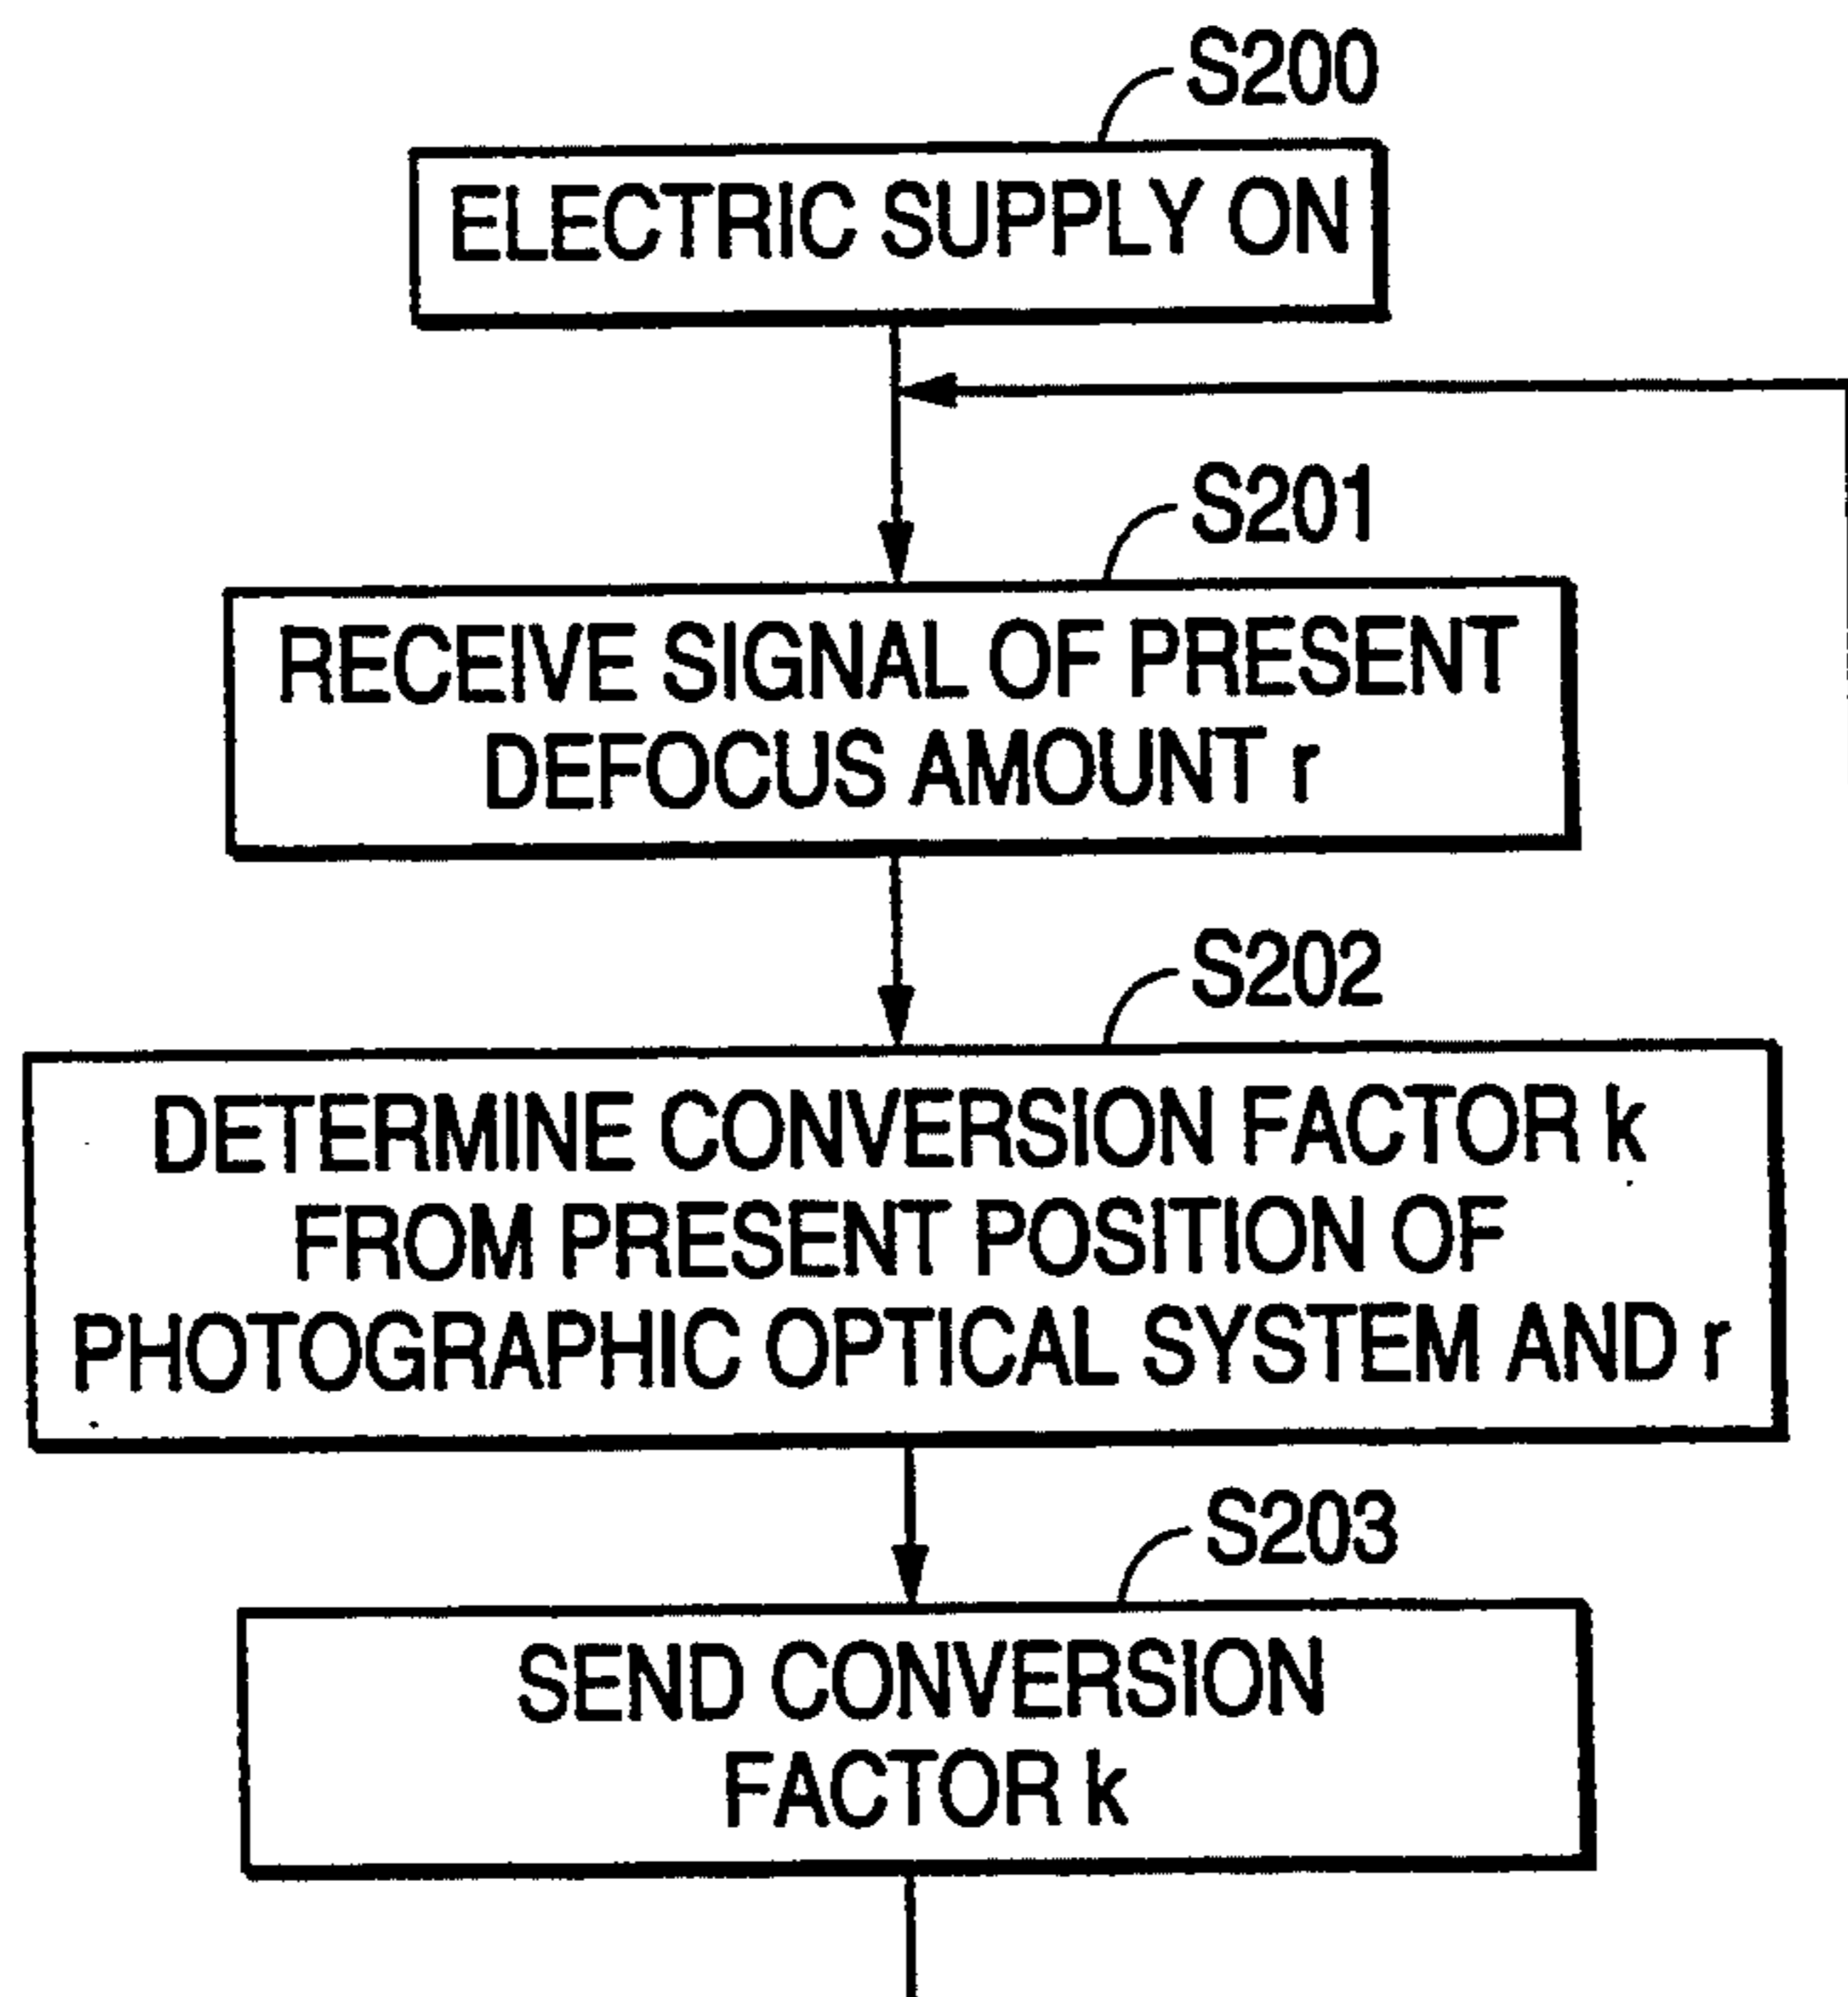 S200
ELECTRIC SUPPLY ON
S201
RECEIVE SIGNAL OF PRESENT
DEFOCUS AMOUNT r
S202
DETERMINE CONVERSION FACTOR k
FROM PRESENT POSITION OF
PHOTOGRAPHIC OPTICAL SYSTEM AND r
S203
SEND CONVERSION
FACTOR k